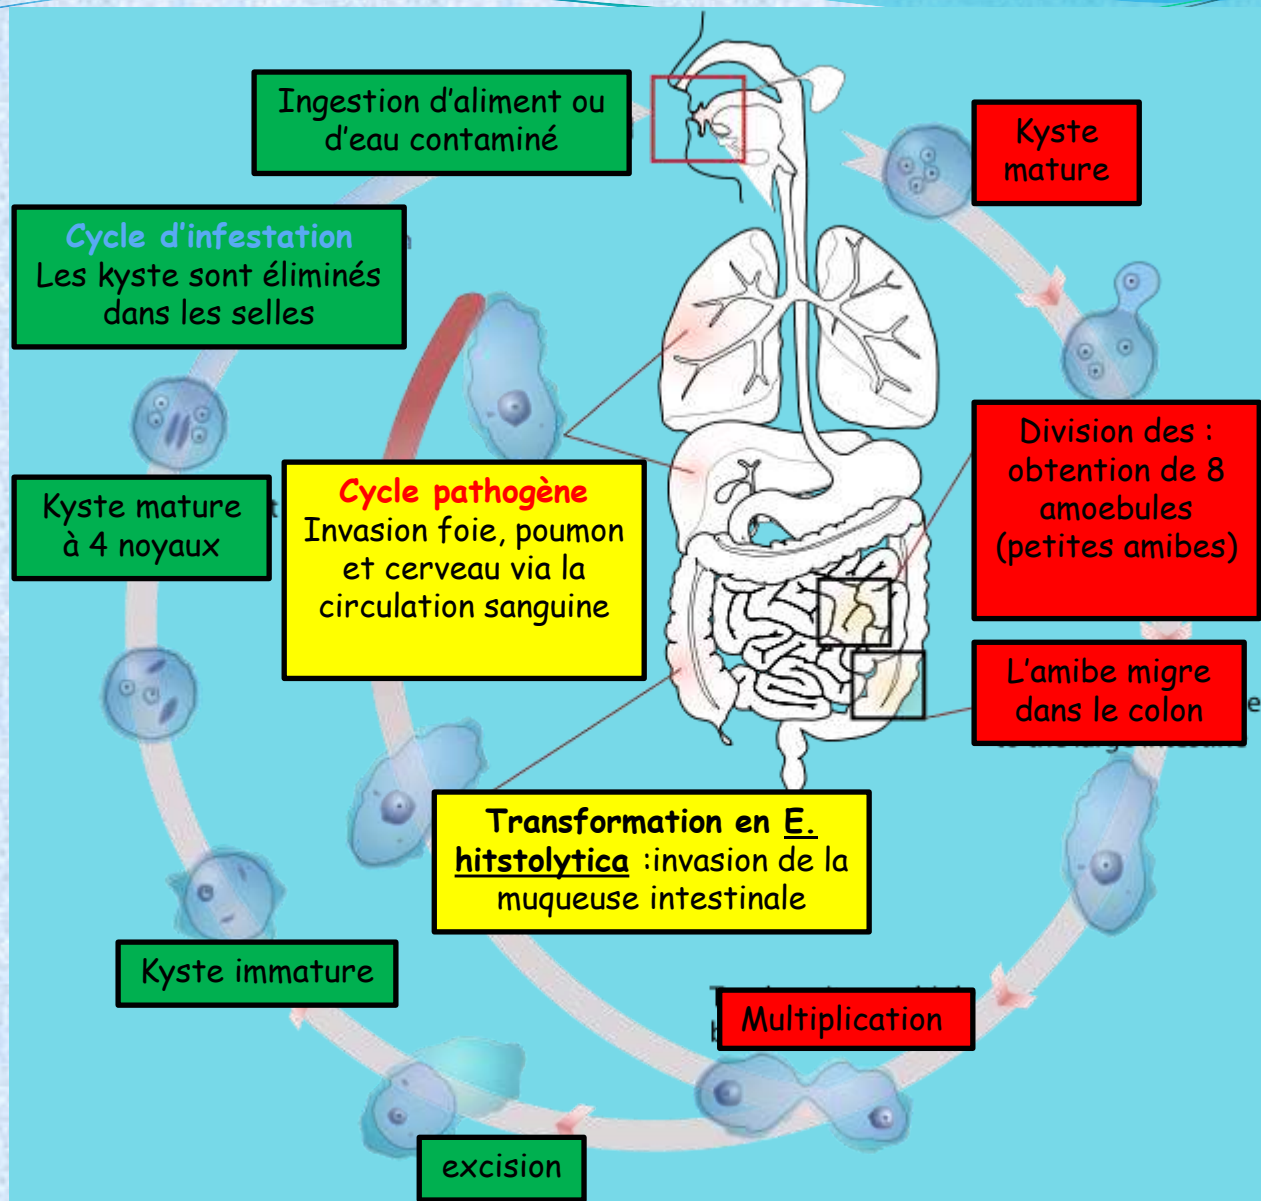 Ingestion d'aliment ou
d'eau contaminé
Kyste
mature
Cycle d'infestation
Les kyste sont éliminés
dans les selles
Kyste mature
à 4 noyaux
Cycle pathogène
Invasion foie, poumon
et cerveau via la
circulation sanguine
Division des :
obtention de 8
amoebules
(petites amibes)
L'amibe migre
dans le colon
Transformation en E.
hitstolytica :invasion de la
muqueuse intestinale
Kyste immature
Multiplication
excision